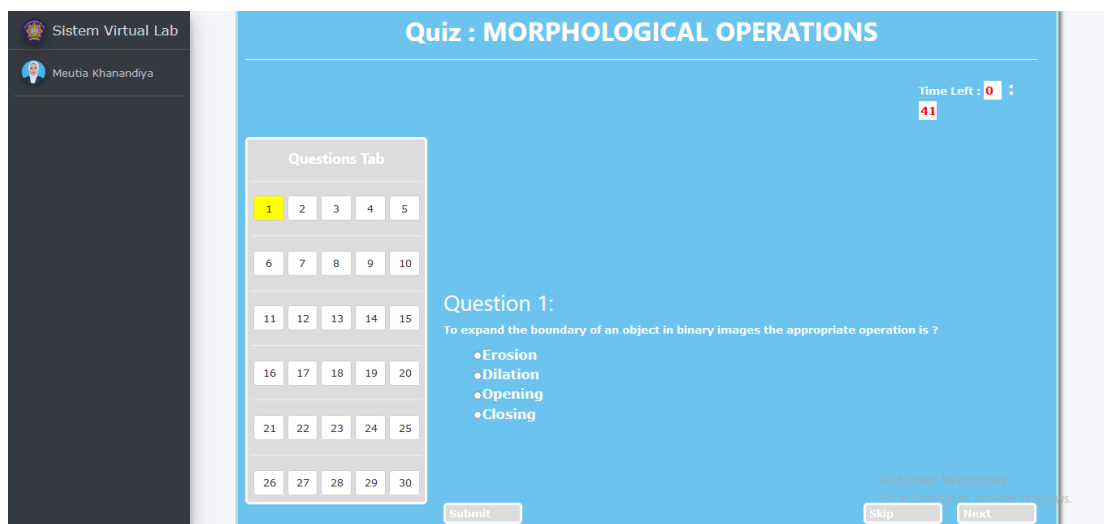 Sistem Virtual Lab
Meutia Khanandiya
Quiz : MORPHOLOGICAL OPERATIONS
Time Left : 0 :
41
Questions Tab
1 2 3 4 5
6 7 8 9 10
11 12 13 14 15
16 17 18 19 20
21 22 23 24 25
26 27 28 29 30
Question 1:
To expand the boundary of an object in binary images the appropriate operation is ?
Erosion
Dilation
Opening
Closing
Activate Windows
Submit
Skip
Next